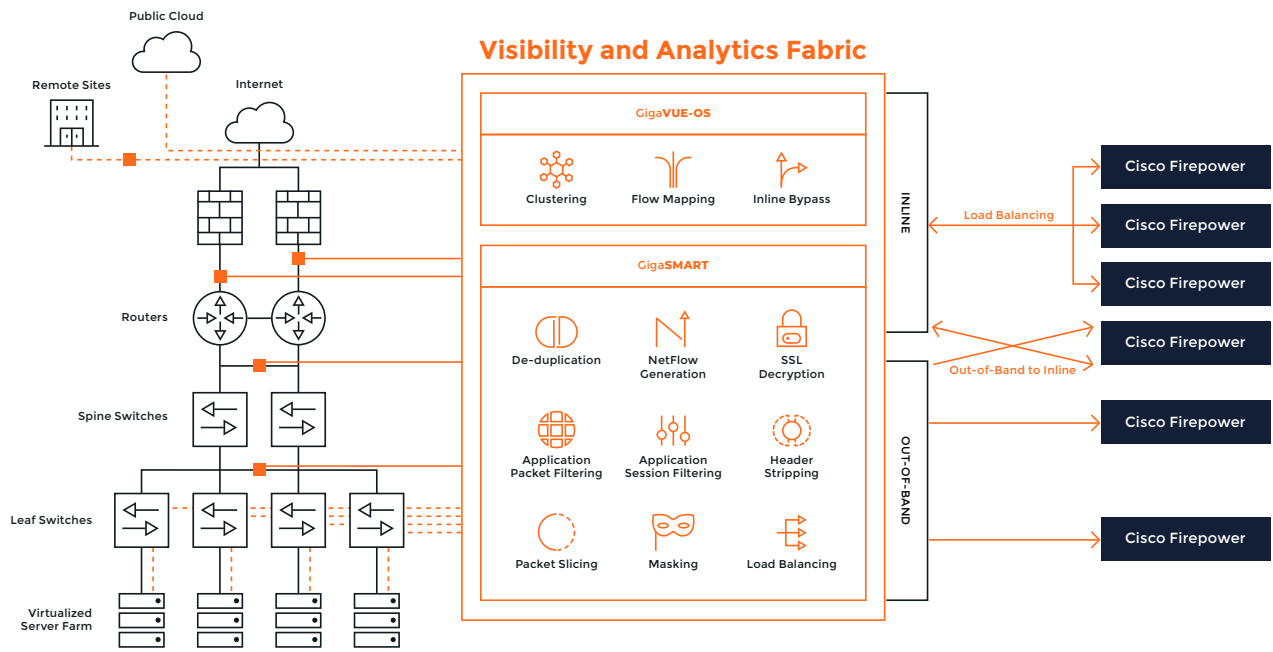 Public Cloud
Remote Sites
Internet
Routers
Spine Switches
Leaf Switches
Virtualized
Server Farm
Visibility and Analytics Fabric
GigaVUE-OS
Clustering
Flow Mapping
Inline Bypass
GigaSMART
De-duplication
NetFlow
Generation
SSL
Decryption
Application
Packet Filtering
Application
Session Filtering
Header
Stripping
Packet Slicing
Masking
Load Balancing
INLINE
OUT-OF-BAND
Load Balancing
Out-of-Band to Inline
Cisco Firepower
Cisco Firepower
Cisco Firepower
Cisco Firepower
Cisco Firepower
Cisco Firepower